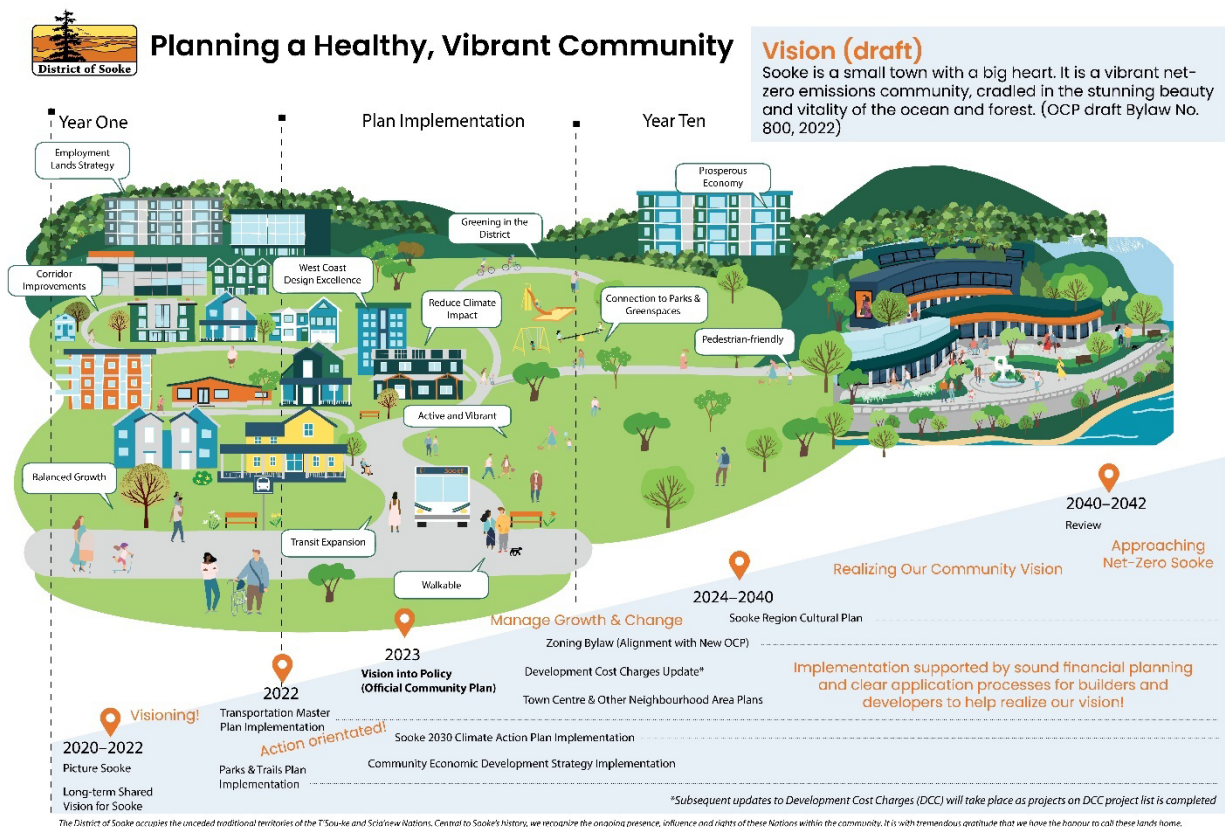 District of Sooke
Planning a Healthy, Vibrant Community
Vision (draft)
Sooke is a small town with a big heart. It is a vibrant net-
zero emissions community, cradled in the stunning beauty
and vitality of the ocean and forest. (OCP draft Bylaw No.
800, 2022)
Year One
Plan Implementation
Year Ten
Employment
Lands Strategy
Prosperous
Economy
Greening in the
District
Corridor
Improvements
West Coast
Design Excellence
Reduce Climate
Impact
Connection to Parks &
Greenspaces
Pedestrian-friendly
Active and Vibrant
Balanced Growth
Sooke
Transit Expansion
Walkable
2040–2042
Review
Approaching
Net-Zero Sooke
Realizing Our Community Vision
2024–2040
Sooke Region Cultural Plan
Manage Growth & Change
Zoning Bylaw (Alignment with New OCP)
Development Cost Charges Update*
Town Centre & Other Neighbourhood Area Plans
Implementation supported by sound financial planning
and clear application processes for builders and
developers to help realize our vision!
2023
Vision into Policy
(Official Community Plan)
2022
Transportation Master
Plan Implementation
Action orientated!
Parks & Trails Plan
Implementation
Sooke 2030 Climate Action Plan Implementation
Community Economic Development Strategy Implementation
Visioning!
2020–2022
Picture Sooke
Long-term Shared
Vision for Sooke
*Subsequent updates to Development Cost Charges (DCC) will take place as projects on DCC project list is completed
The District of Sooke occupies the unceded traditional territories of the T'Sou-ke and Scia'new Nations. Central to Sooke's history, we recognize the ongoing presence, influence and rights of these Nations within the community. It is with tremendous gratitude that we have the honour to call these lands home.